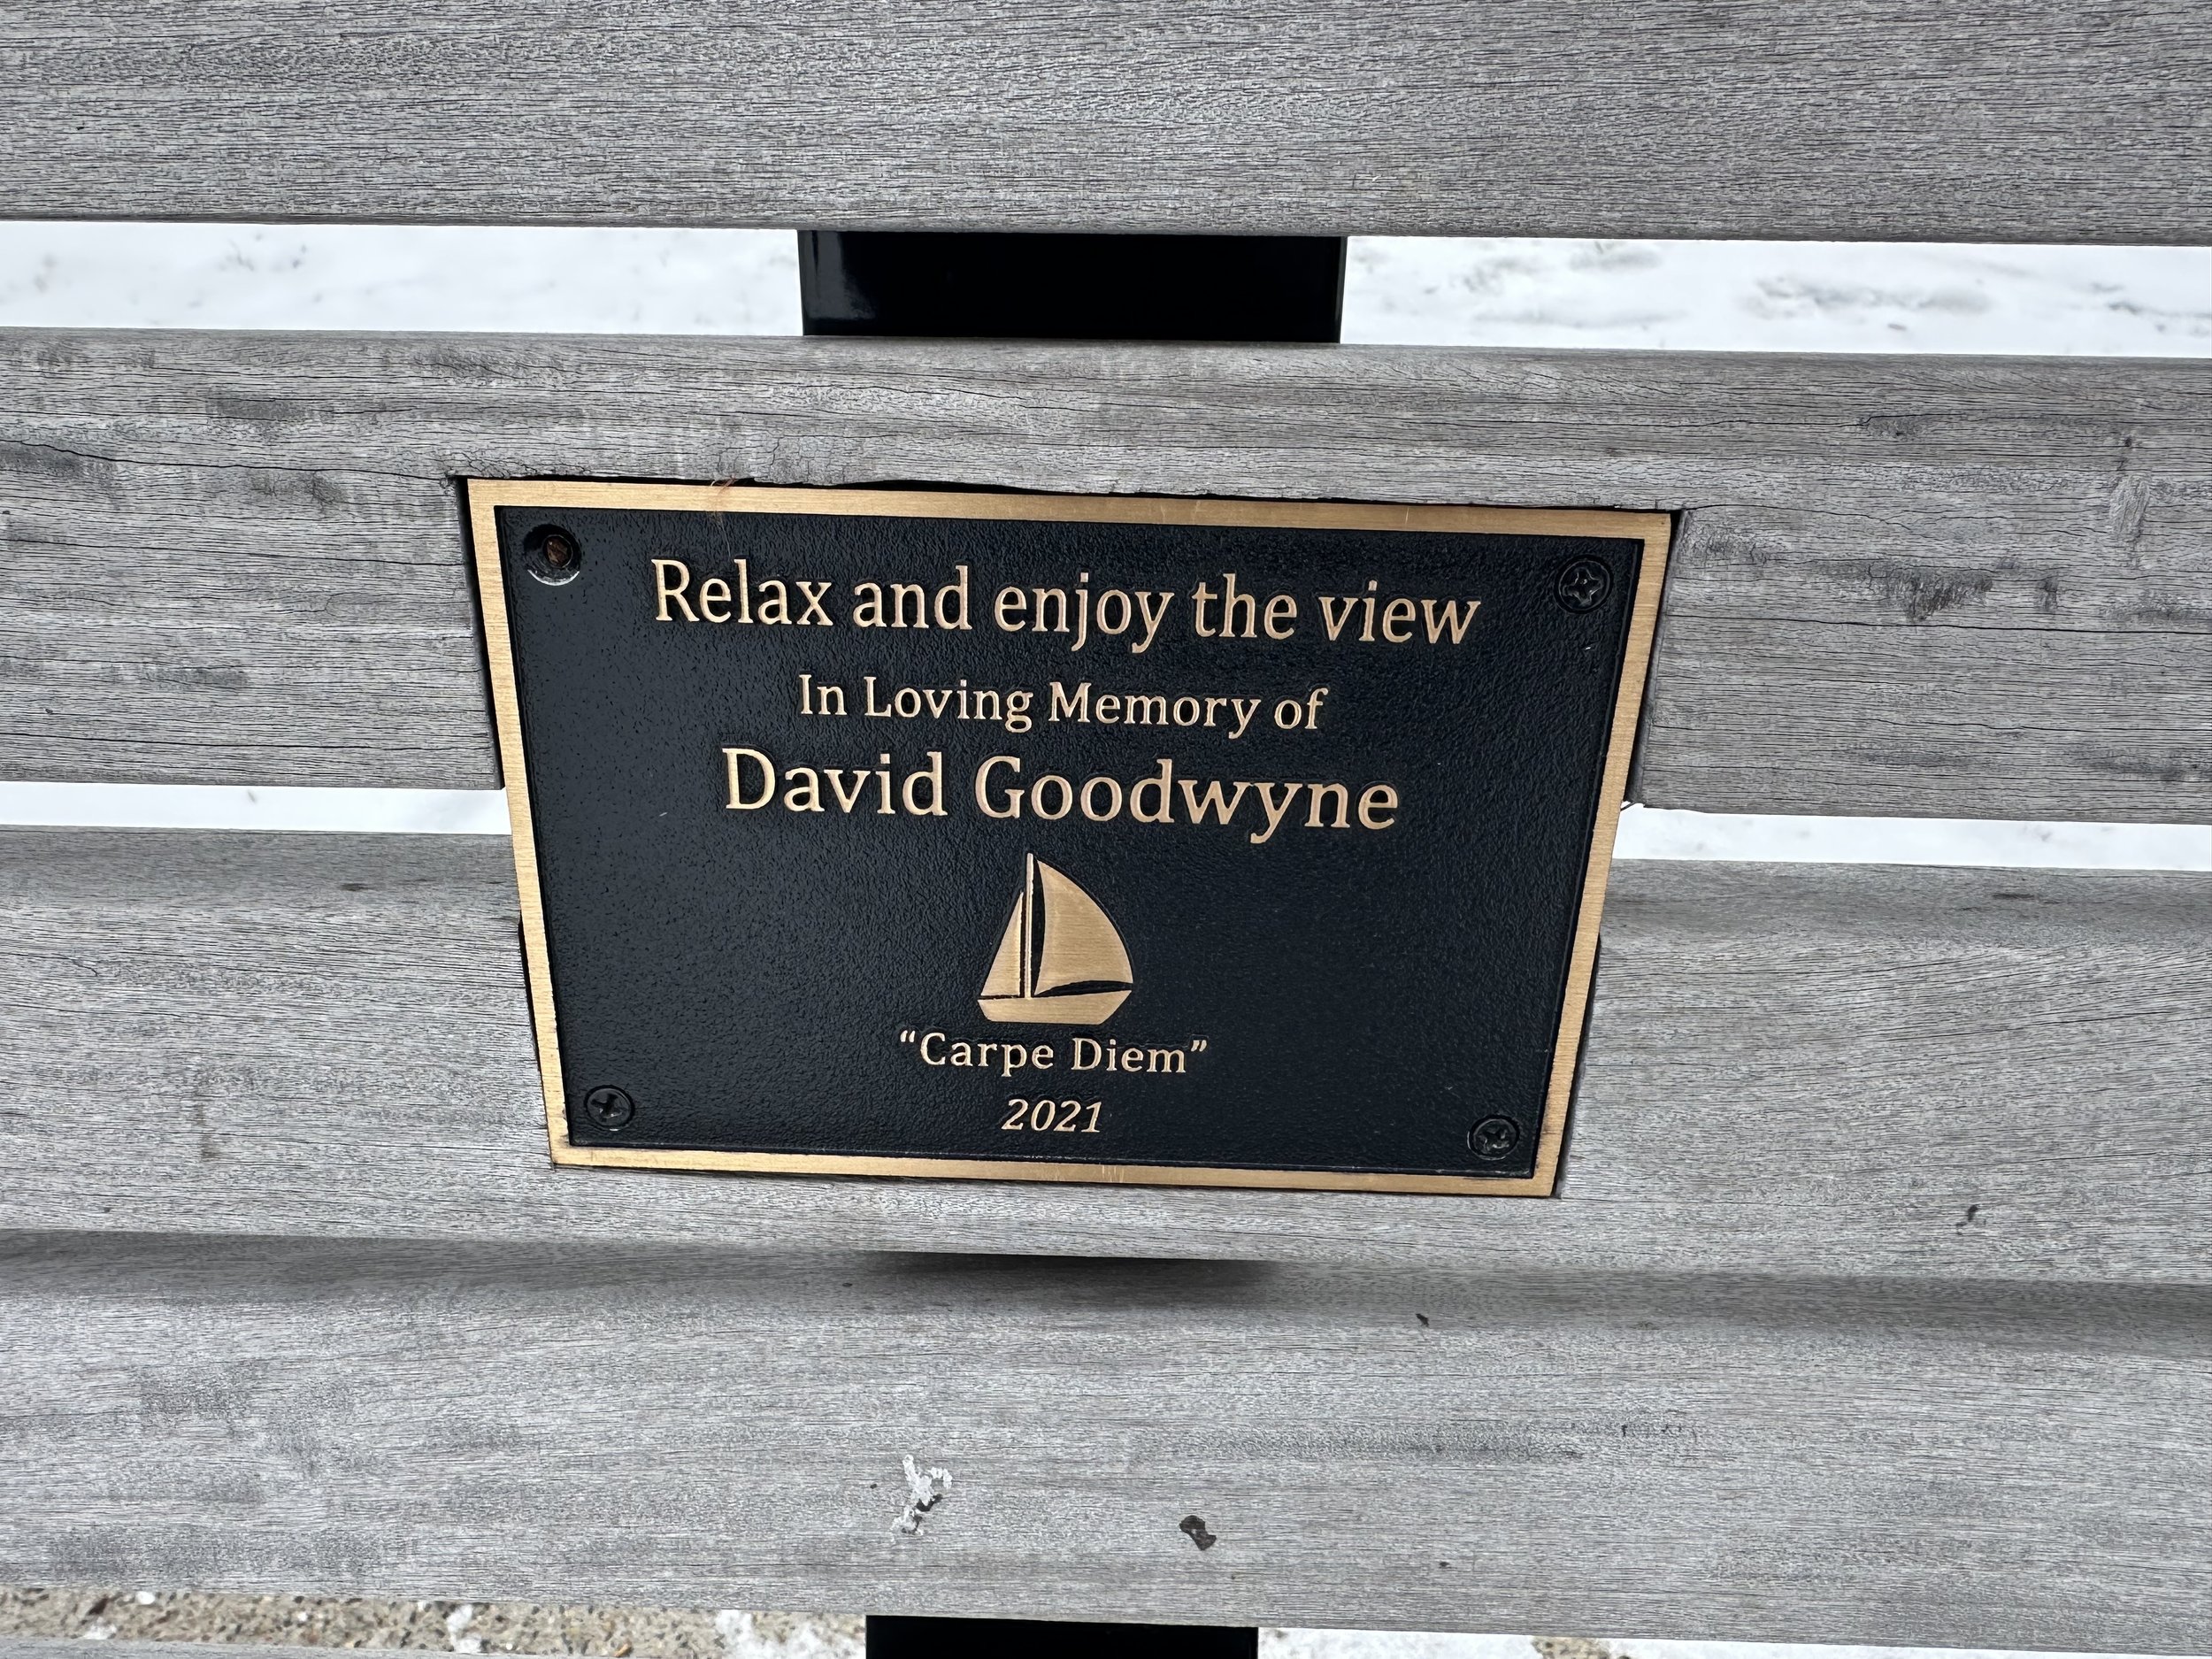 Relax and enjoy the view
In Loving Memory of
David Goodwyne
“Carpe Diem”
2021